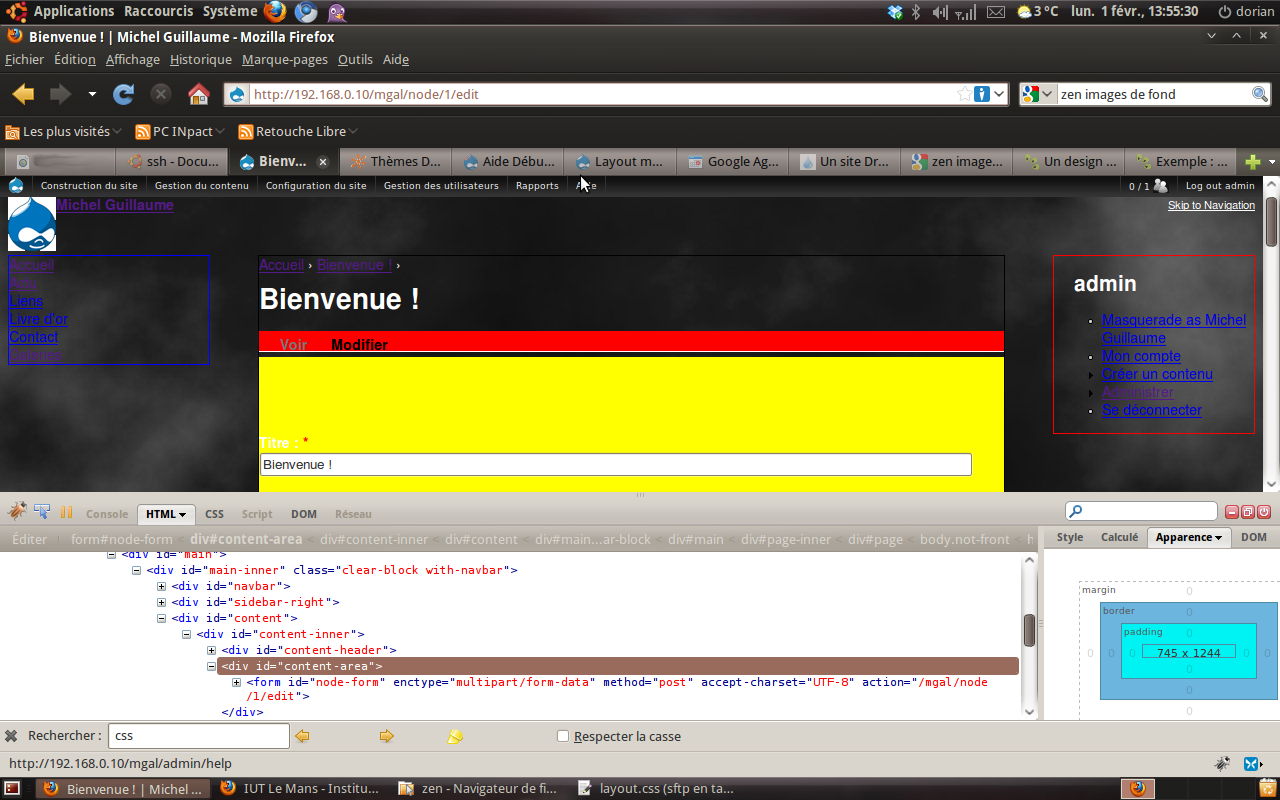 Applications Raccourcis Système 3 °C lun. 1 févr., 13:55:30 dorian
Bienvenue ! | Michel Guillaume - Mozilla Firefox
Fichier Édition Affichage Historique Marque-pages Outils Aide
http://192.168.0.10/mgal/node/1/edit zen images de fond
Les plus visités PC INpact Retouche Libre
ssh - Docu... Bienv... Thèmes D... Aide Débu... Layout m... Google Ag... Un site Dr... zen image... Un design ... Exemple : ...
Construction du site Gestion du contenu Configuration du site Gestion des utilisateurs Rapports 0 / 1 Log out admin
Michel Guillaume Skip to Navigation
Accueil
Liens
Livre d'or
Contact
Accueil › Bienvenue ! ›
Bienvenue !
Voir Modifier
Titre : *
Bienvenue !
admin
Masquerade as Michel
Guillaume
Mon compte
Créer un contenu
Administrer
Se déconnecter
Console HTML CSS Script DOM Réseau
Éditer form#node-form < div#content-area < div#content-inner < div#content < div#main...ar-block < div#main < div#page-inner < div#page < body.not-front < h
Style Calculé Apparence DOM
<div id="main">
<div id="main-inner" class="clear-block with-navbar">
<div id="navbar">
<div id="sidebar-right">
<div id="content">
<div id="content-inner">
<div id="content-header">
<div id="content-area">
<form id="node-form" enctype="multipart/form-data" method="post" accept-charset="UTF-8" action="/mgal/node
/1/edit">
</div>
margin 0
border 0
padding 0
0 0 0 745 x 1244 0 0 0
0
0
0
Rechercher : css Respecter la casse
http://192.168.0.10/mgal/admin/help
Bienvenue ! | Michel ... IUT Le Mans - Institu... zen - Navigateur de fi... layout.css (sftp en ta...